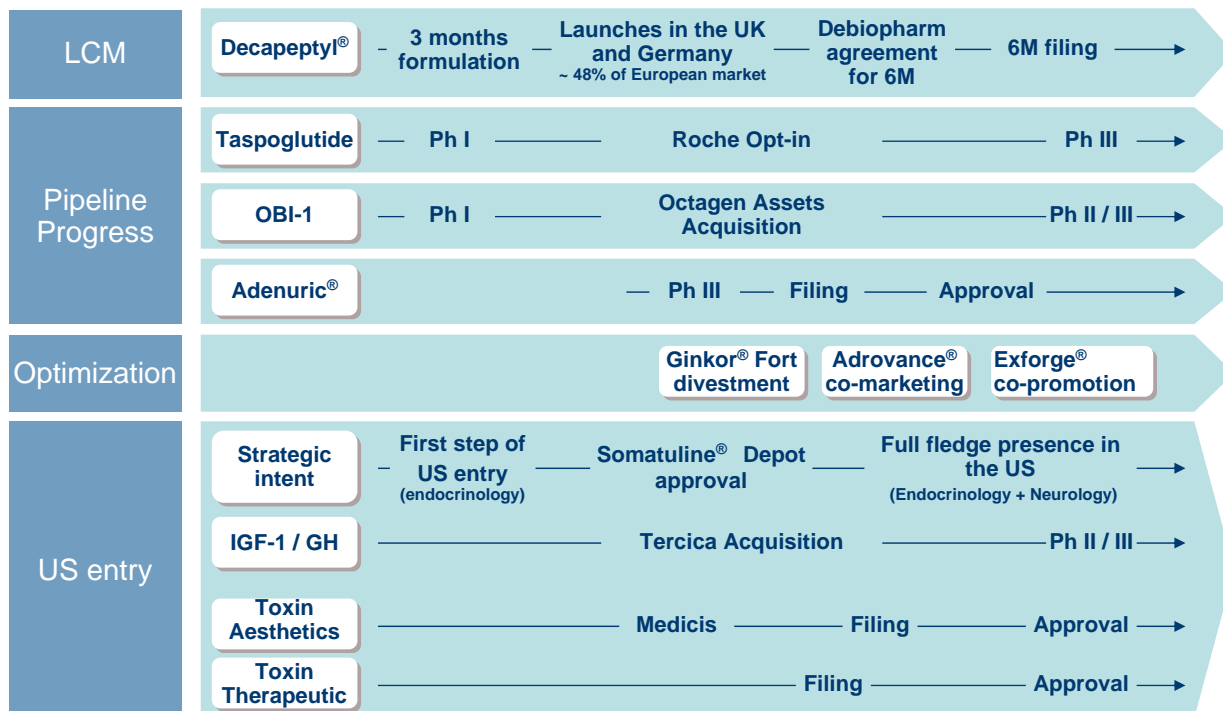 LCM
Decapeptyl®
3 months
formulation
Launches in the UK
and Germany
~ 48% of European market
Debiopharm
agreement
for 6M
6M filing
Pipeline
Progress
Taspoglutide
Ph I
Roche Opt-in
Ph III
OBI-1
Ph I
Octagen Assets
Acquisition
Ph II / III
Adenuric®
Ph III
Filing
Approval
Optimization
Ginkor® Fort
divestment
Adrovance®
co-marketing
Exforge®
co-promotion
US entry
Strategic
intent
First step of
US entry
(endocrinology)
Somatuline® Depot
approval
Full fledge presence in
the US
(Endocrinology + Neurology)
IGF-1 / GH
Tercica Acquisition
Ph II / III
Toxin
Aesthetics
Medicis
Filing
Approval
Toxin
Therapeutic
Filing
Approval